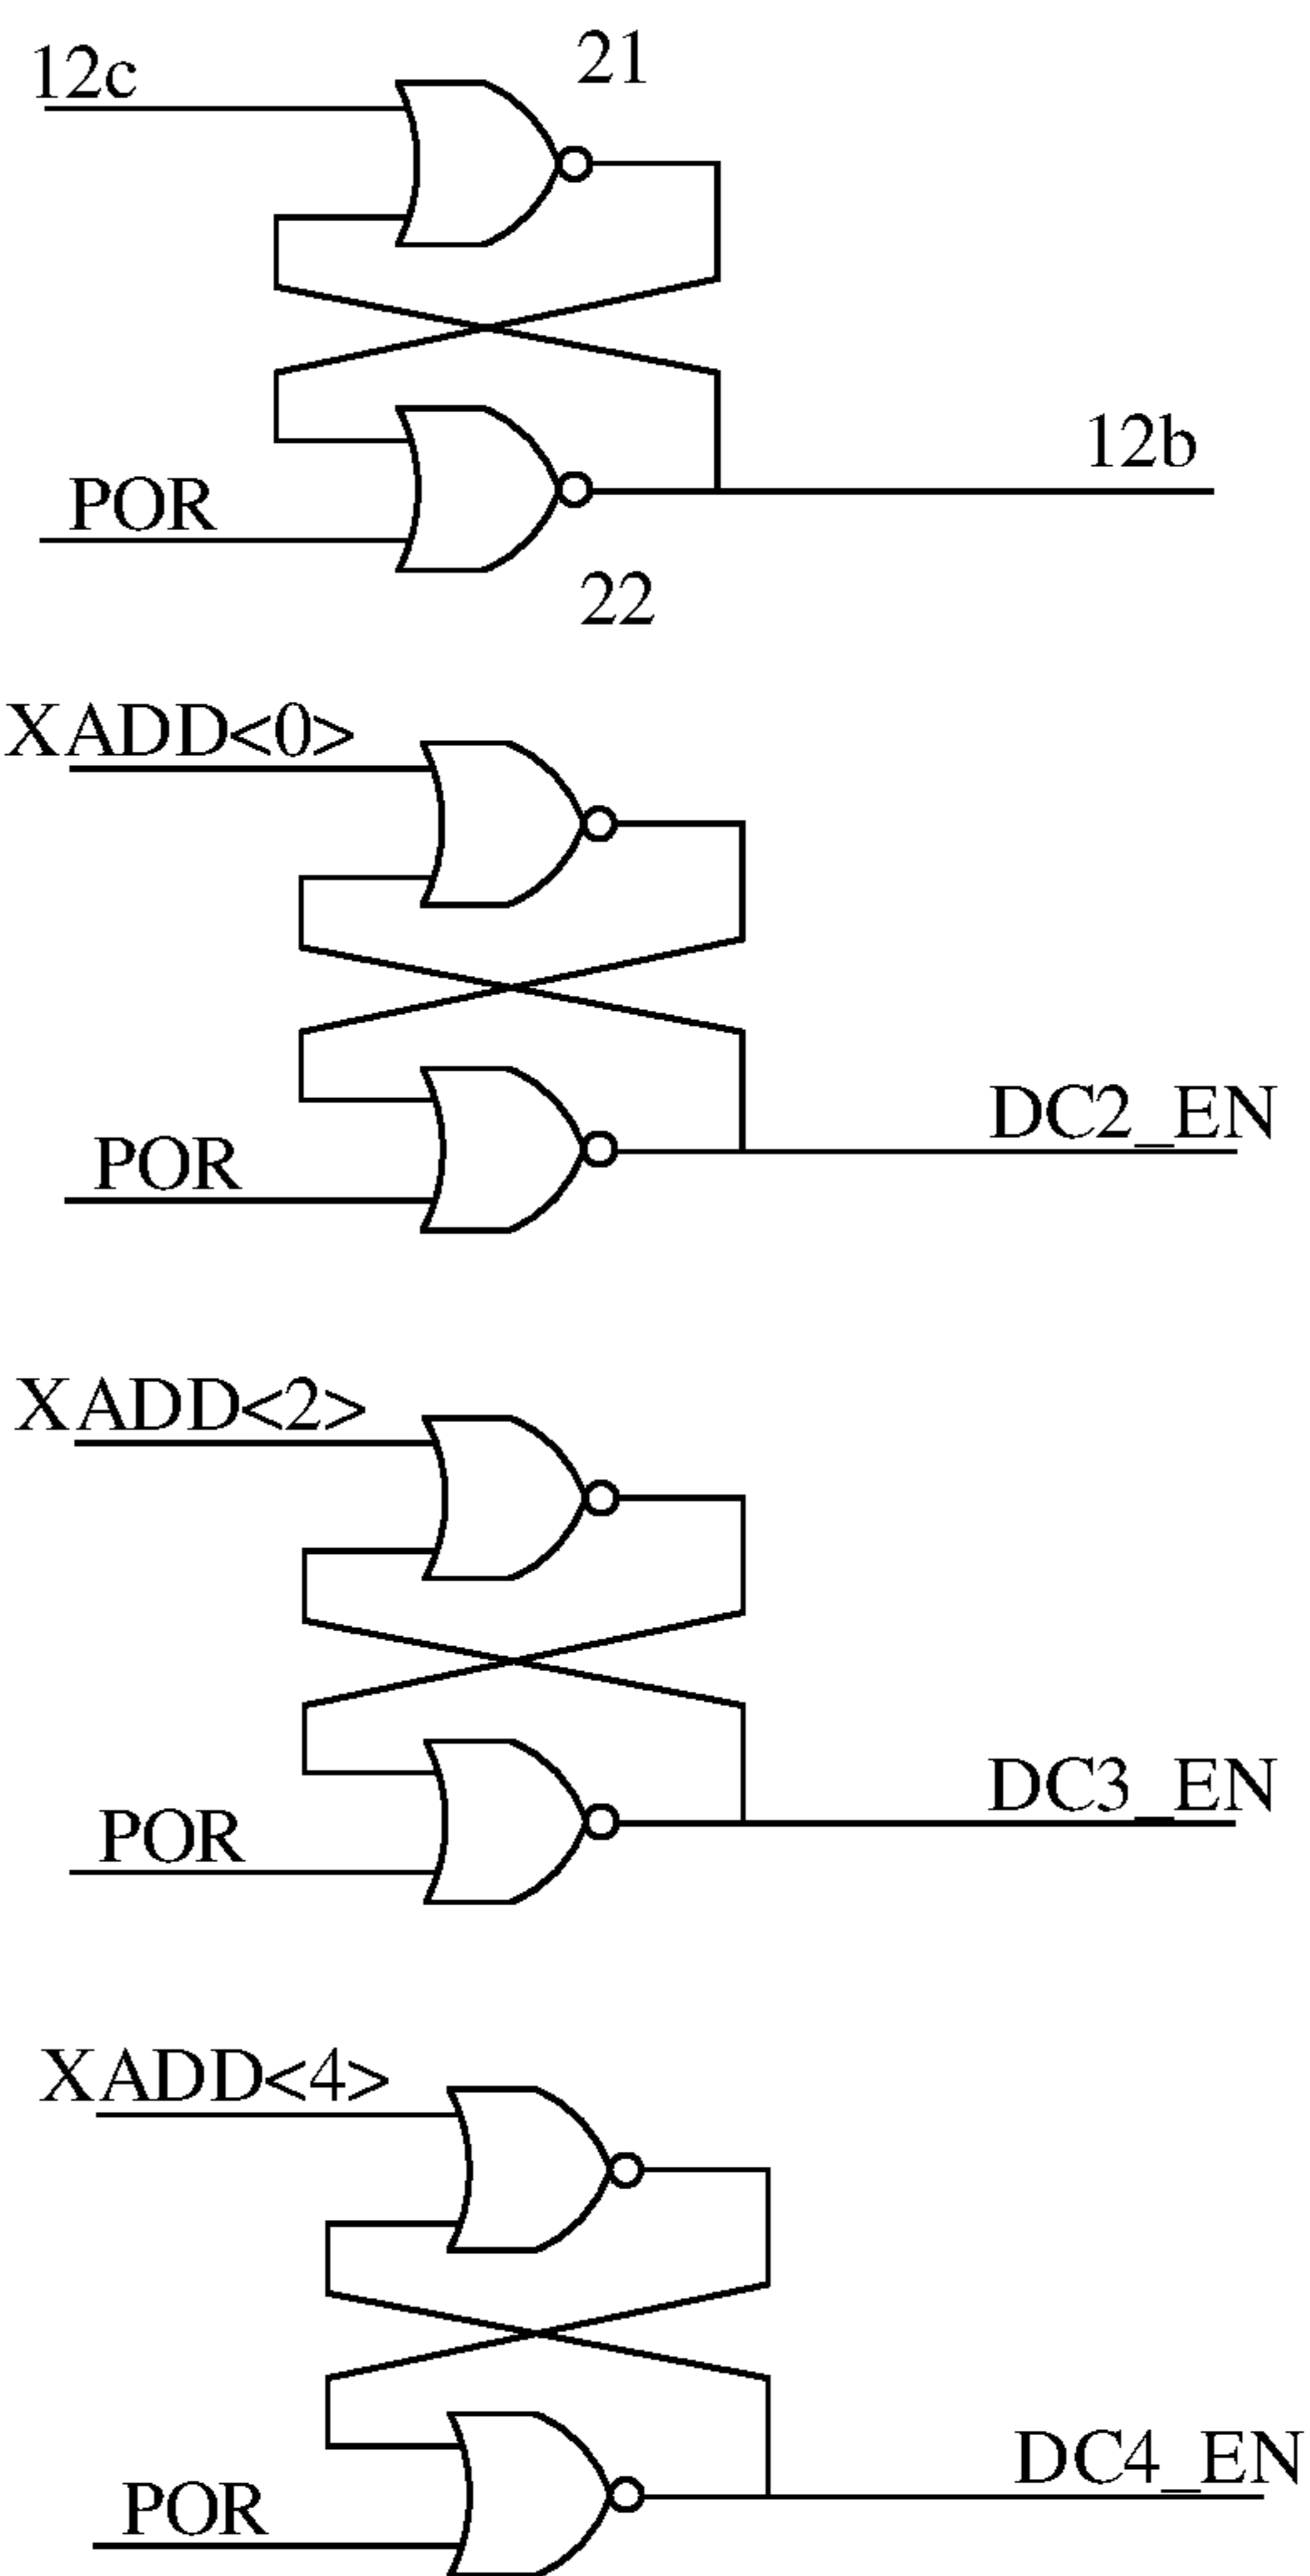 21
12c
12b
POR
22
XADD<0>
DC2_EN
POR
XADD<2>
DC3_EN
POR
XADD<4>
DC4_EN
POR